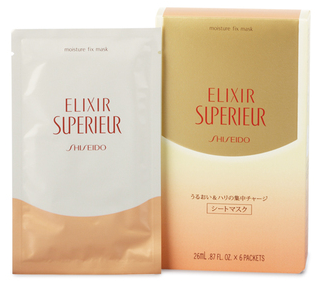 moisture fix mask
ELIXIR
SUPERIEUR
SHISEIDO
moisture fix mask
ELIXIR
SUPERIEUR
SHISEIDO
うるおい&ハリの集中チャージ
シートマスク
26mL .87 FL. OZ. × 6 PACKETS